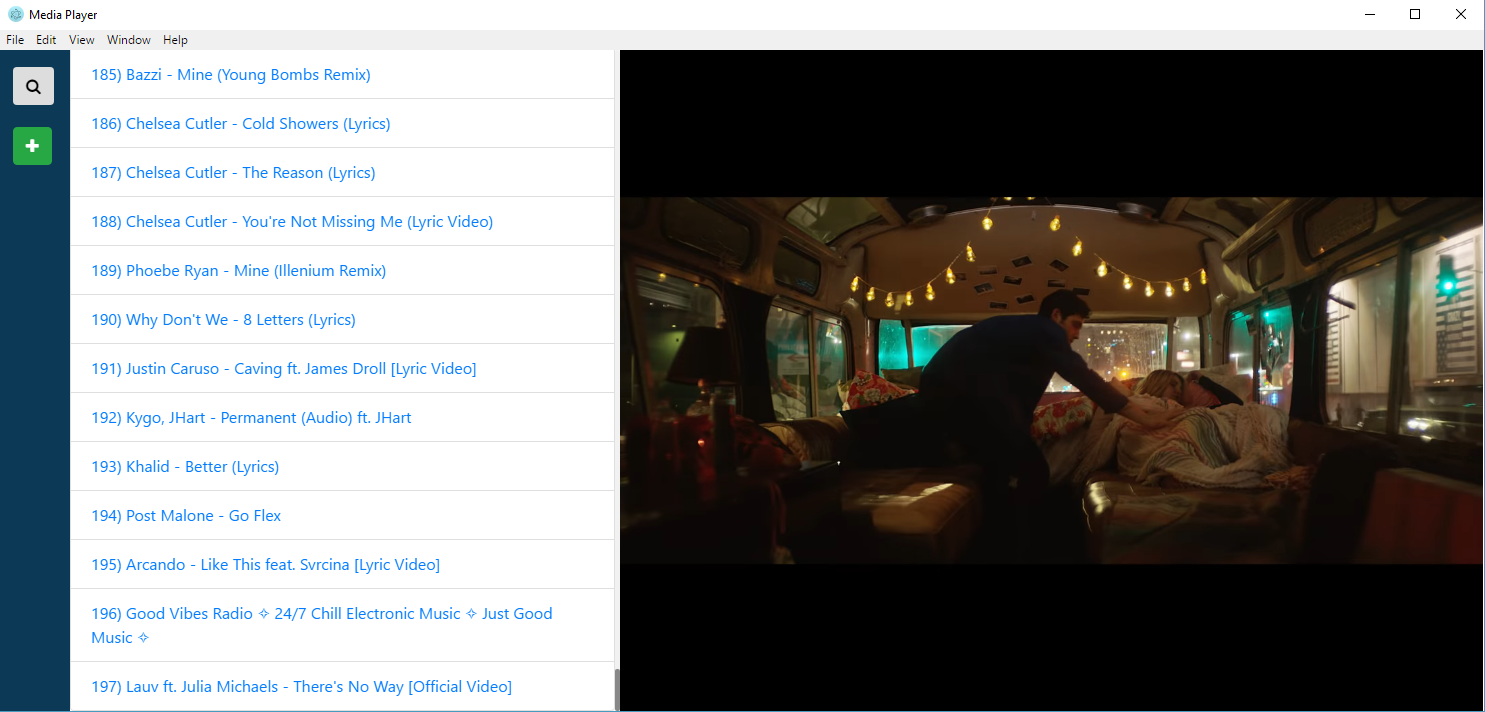 Media Player
File Edit View Window Help
185) Bazzi - Mine (Young Bombs Remix)
186) Chelsea Cutler - Cold Showers (Lyrics)
187) Chelsea Cutler - The Reason (Lyrics)
188) Chelsea Cutler - You're Not Missing Me (Lyric Video)
189) Phoebe Ryan - Mine (Illenium Remix)
190) Why Don't We - 8 Letters (Lyrics)
191) Justin Caruso - Caving ft. James Droll [Lyric Video]
192) Kygo, JHart - Permanent (Audio) ft. JHart
193) Khalid - Better (Lyrics)
194) Post Malone - Go Flex
195) Arcando - Like This feat. Svrcina [Lyric Video]
196) Good Vibes Radio ✧ 24/7 Chill Electronic Music ✧ Just Good
Music ✧
197) Lauv ft. Julia Michaels - There's No Way [Official Video]